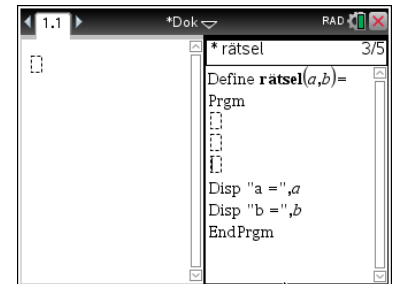 1.1 *Dok RAD
* rätsel 3/5
Define rätsel(a,b)=
Prgm
Disp "a =",a
Disp "b =",b
EndPrgm